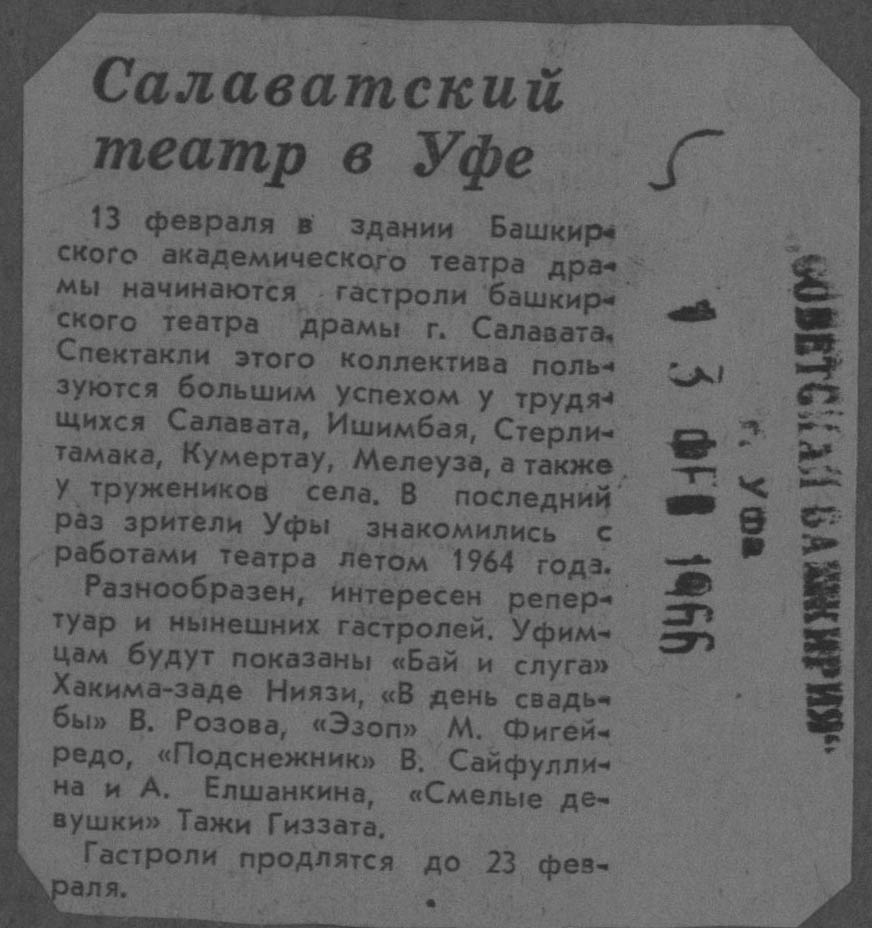 Салаватский
театр в Уфе
13 февраля в здании Башкир-
ского академического театра дра-
мы начинаются гастроли башкир-
ского театра драмы г. Салавата.
Спектакли этого коллектива поль-
зуются большим успехом у трудя-
щихся Салавата, Ишимбая, Стерли-
тамака, Кумертау, Мелеуза, а также
у тружеников села. В последний
раз зрители Уфы знакомились с
работами театра летом 1964 года.
Разнообразен, интересен репер-
туар и нынешних гастролей. Уфим-
цам будут показаны «Бай и слуга»
Хакима-заде Ниязи, «В день свадь-
бы» В. Розова, «Эзоп» М. Фигей-
редо, «Подснежник» В. Сайфулли-
на и А. Елшанкина, «Смелые де-
вушки» Тажи Гиззата.
Гастроли продлятся до 23 фев-
раля.
"СОВЕТСКАЯ БАШКИРИЯ"
г. Уфа
13 ФЕВ 1966